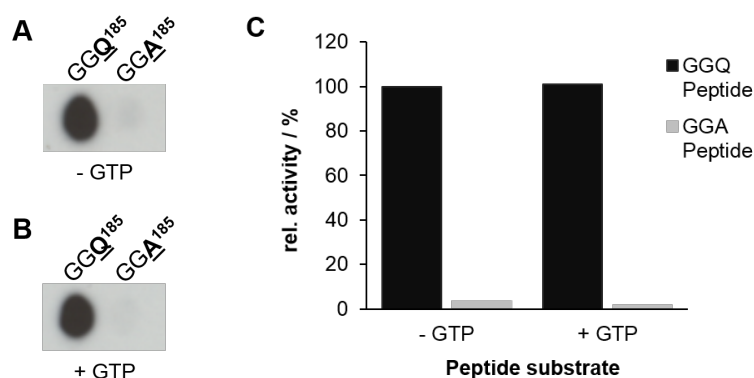 A
GGQ185 GGA185
- GTP
B
GGQ185 GGA185
+ GTP
C
120
100
80
60
40
20
0
rel. activity / %
- GTP + GTP
Peptide substrate
GGQ
Peptide
GGA
Peptide